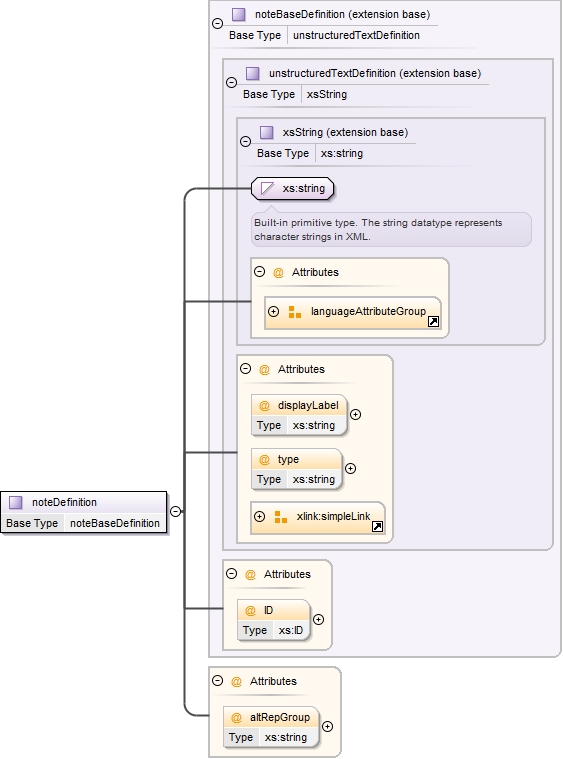 noteBaseDefinition (extension base)
Base Type unstructuredTextDefinition
unstructuredTextDefinition (extension base)
Base Type xsString
xsString (extension base)
Base Type xs:string
xs:string
Built-in primitive type. The string datatype represents
character strings in XML.
@ Attributes
languageAttributeGroup
@ Attributes
@ displayLabel
Type xs:string
@ type
Type xs:string
xlink:simpleLink
noteDefinition
Base Type noteBaseDefinition
@ Attributes
@ ID
Type xs:ID
@ Attributes
@ altRepGroup
Type xs:string